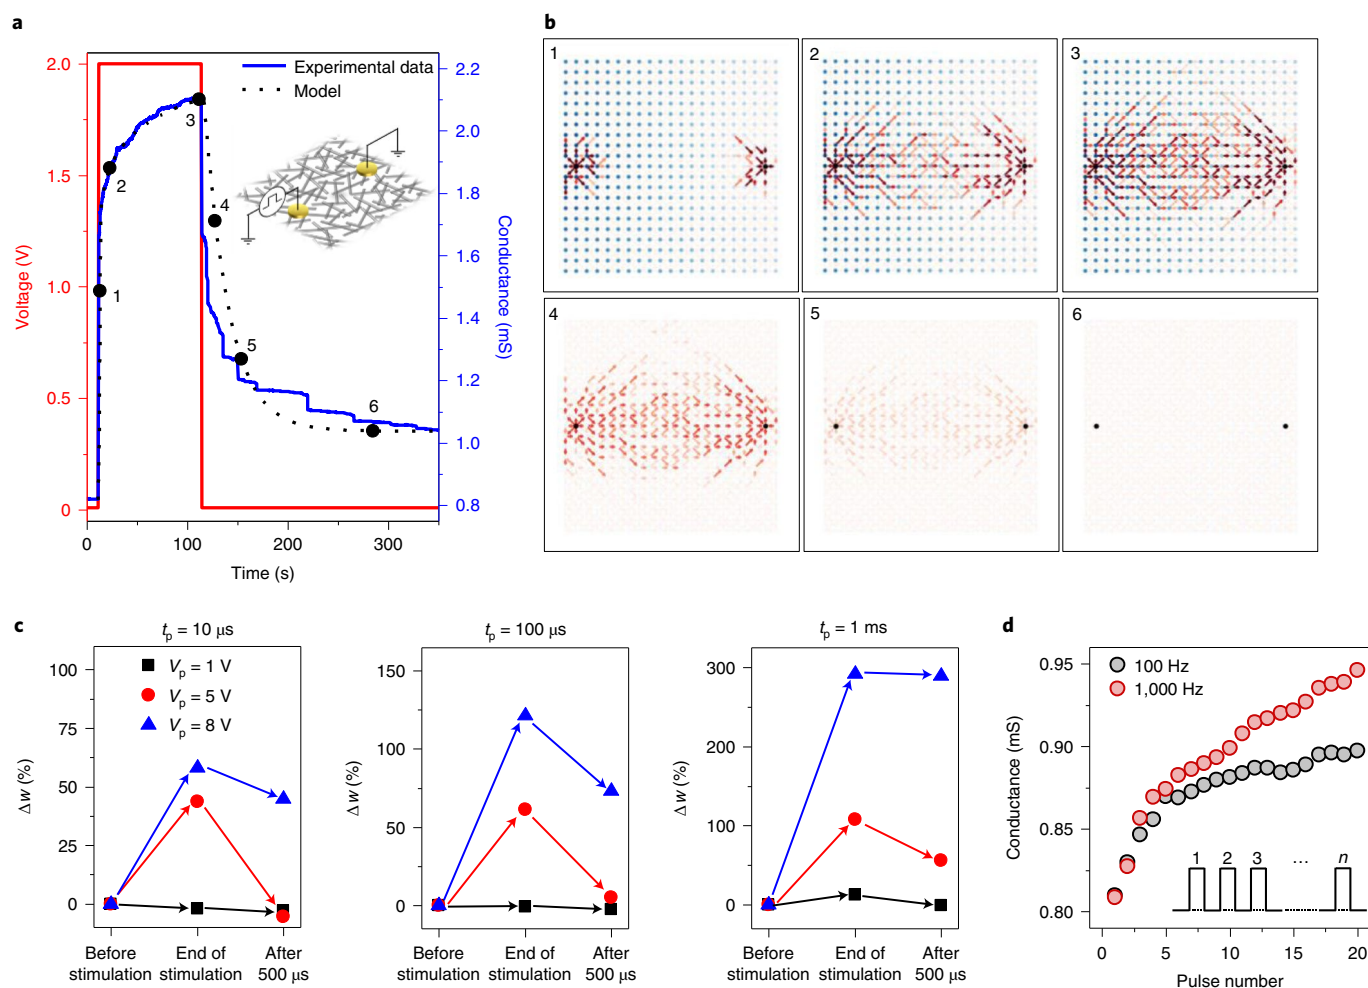 a
2.0
1.5
1.0
0.5
0
Voltage (V)
Experimental data
Model
1
2
3
4
5
6
2.2
2.0
1.8
1.6
1.4
1.2
1.0
0.8
Conductance (mS)
0
100
200
300
Time (s)
b
1
2
3
4
5
6
c
tp = 10 μs
Vp = 1 V
Vp = 5 V
Vp = 8 V
100
75
50
25
0
Δw (%)
Before stimulation
End of stimulation
After 500 μs
tp = 100 μs
150
100
50
0
Δw (%)
Before stimulation
End of stimulation
After 500 μs
tp = 1 ms
300
200
100
0
Δw (%)
Before stimulation
End of stimulation
After 500 μs
d
100 Hz
1,000 Hz
0.95
0.90
0.85
0.80
Conductance (mS)
1 2 3 ... n
0
5
10
15
20
Pulse number